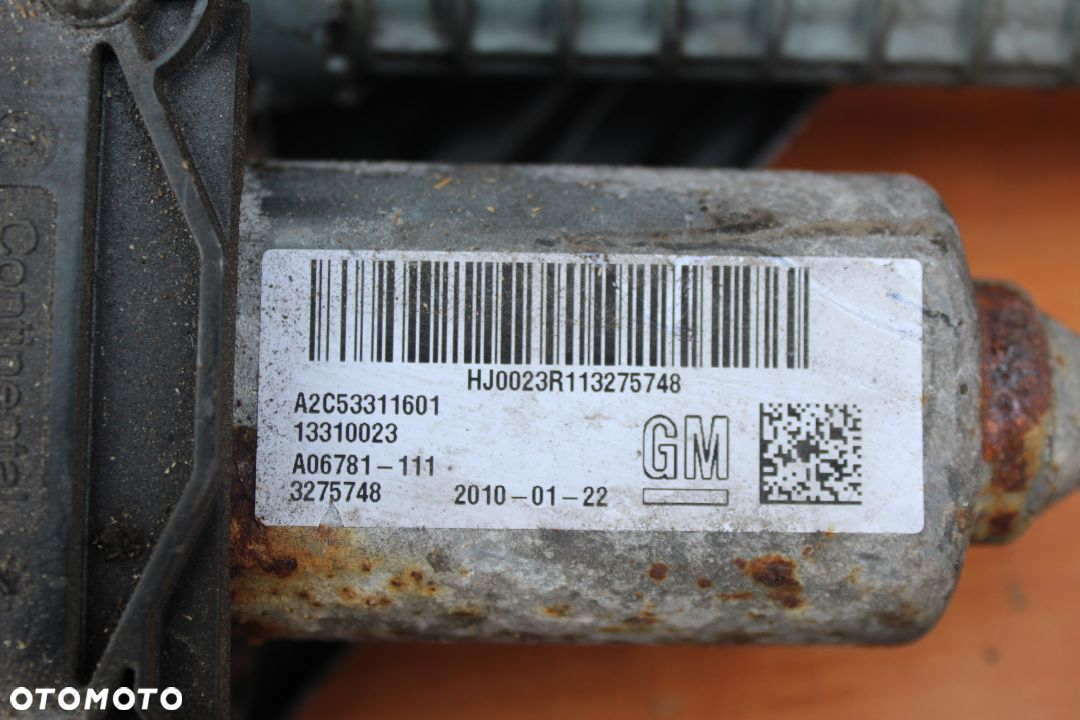 Continental
HJ0023R113275748
A2C53311601
13310023
A06781-111
3275748 2010-01-22
GM
OTOMOTO